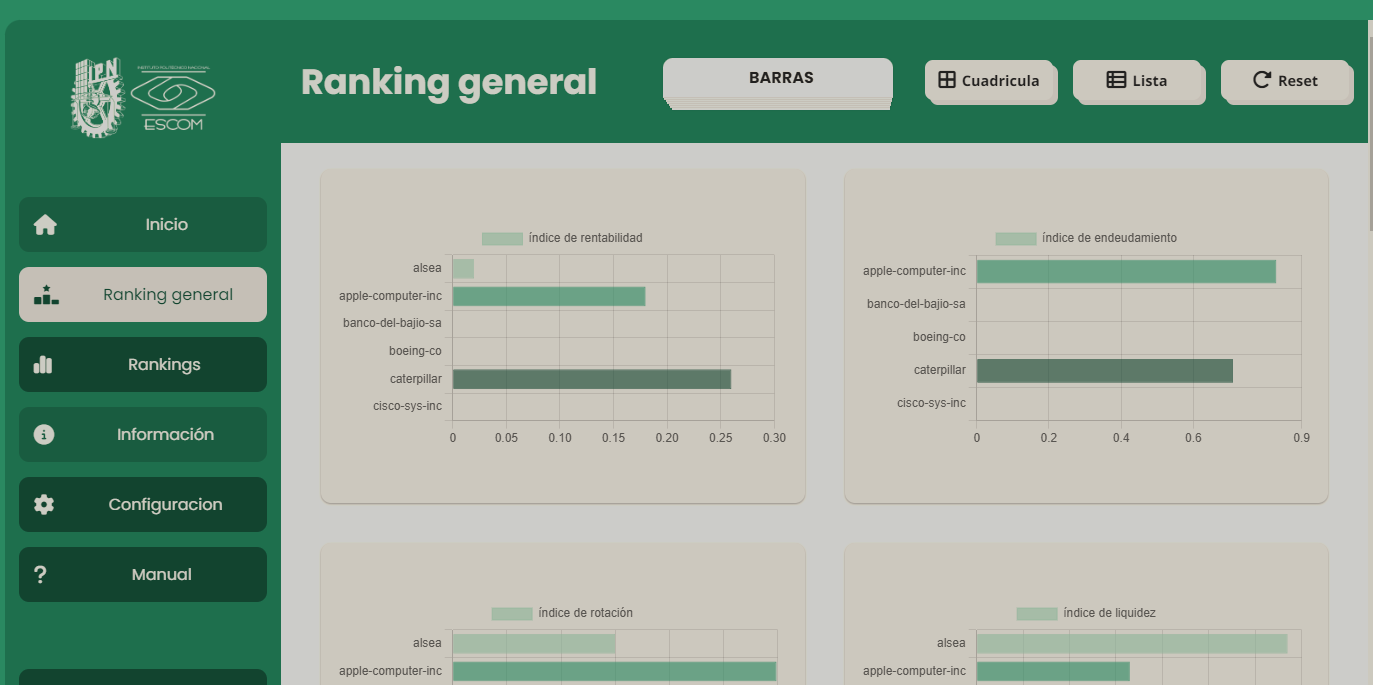 INSTITUTO POLITECNICO NACIONAL
ESCOM
Ranking general
BARRAS
Cuadricula
Lista
Reset
Inicio
Ranking general
Rankings
Información
Configuracion
Manual
índice de rentabilidad
alsea
apple-computer-inc
banco-del-bajio-sa
boeing-co
caterpillar
cisco-sys-inc
0 0.05 0.10 0.15 0.20 0.25 0.30
índice de endeudamiento
apple-computer-inc
banco-del-bajio-sa
boeing-co
caterpillar
cisco-sys-inc
0 0.2 0.4 0.6 0.9
índice de rotación
alsea
apple-computer-inc
índice de liquidez
alsea
apple-computer-inc